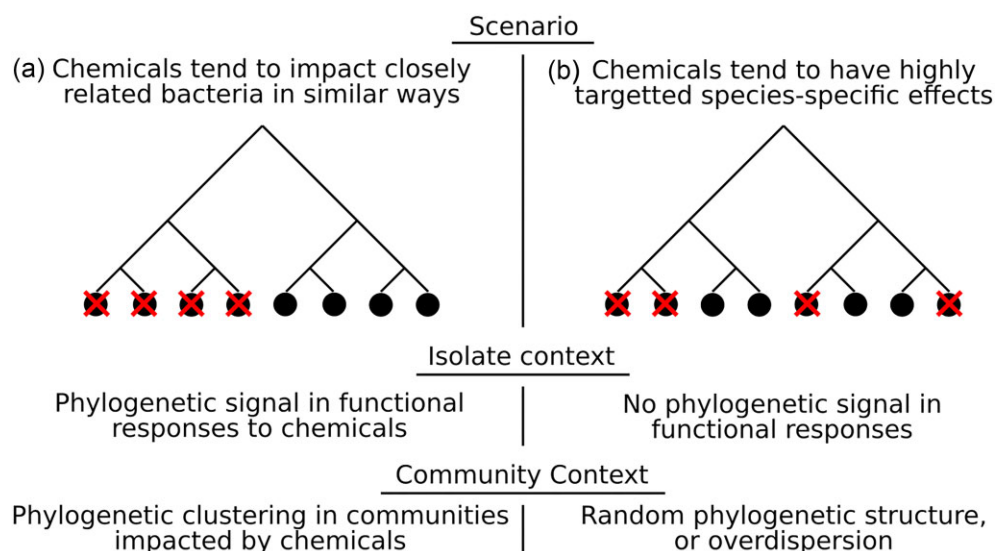 Scenario
(a) Chemicals tend to impact closely
related bacteria in similar ways
(b) Chemicals tend to have highly
targetted species-specific effects
Isolate context
Phylogenetic signal in functional
responses to chemicals
No phylogenetic signal in
functional responses
Community Context
Phylogenetic clustering in communities
impacted by chemicals
Random phylogenetic structure,
or overdispersion